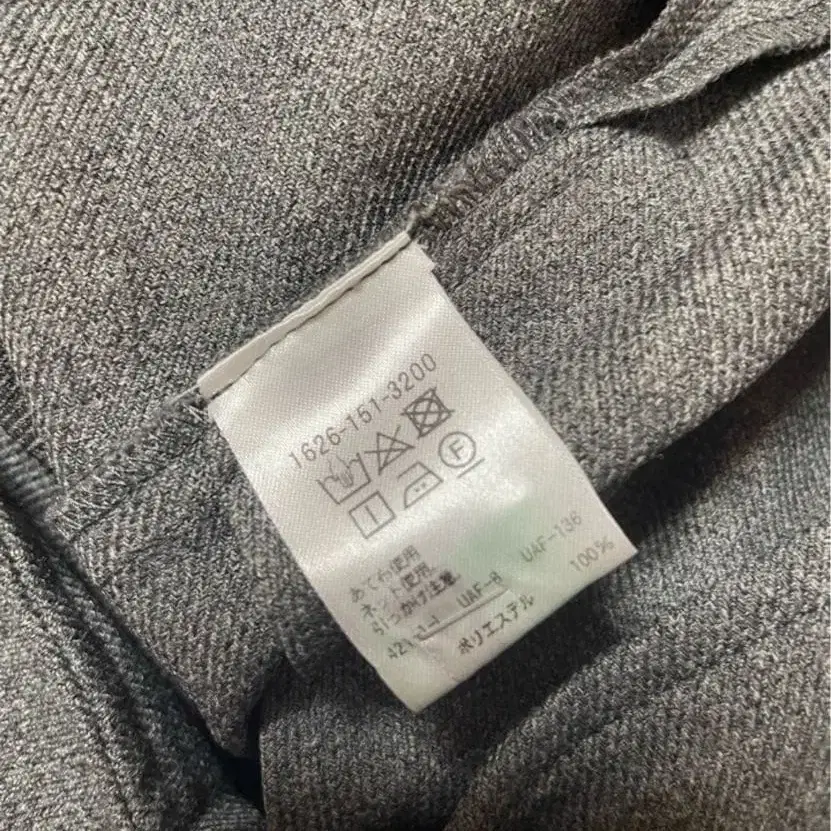 1626-161-3200
F
あて布使用
ネット使用
引っかけ注意
UAF-8 UAF-136
ポリエステル 100%